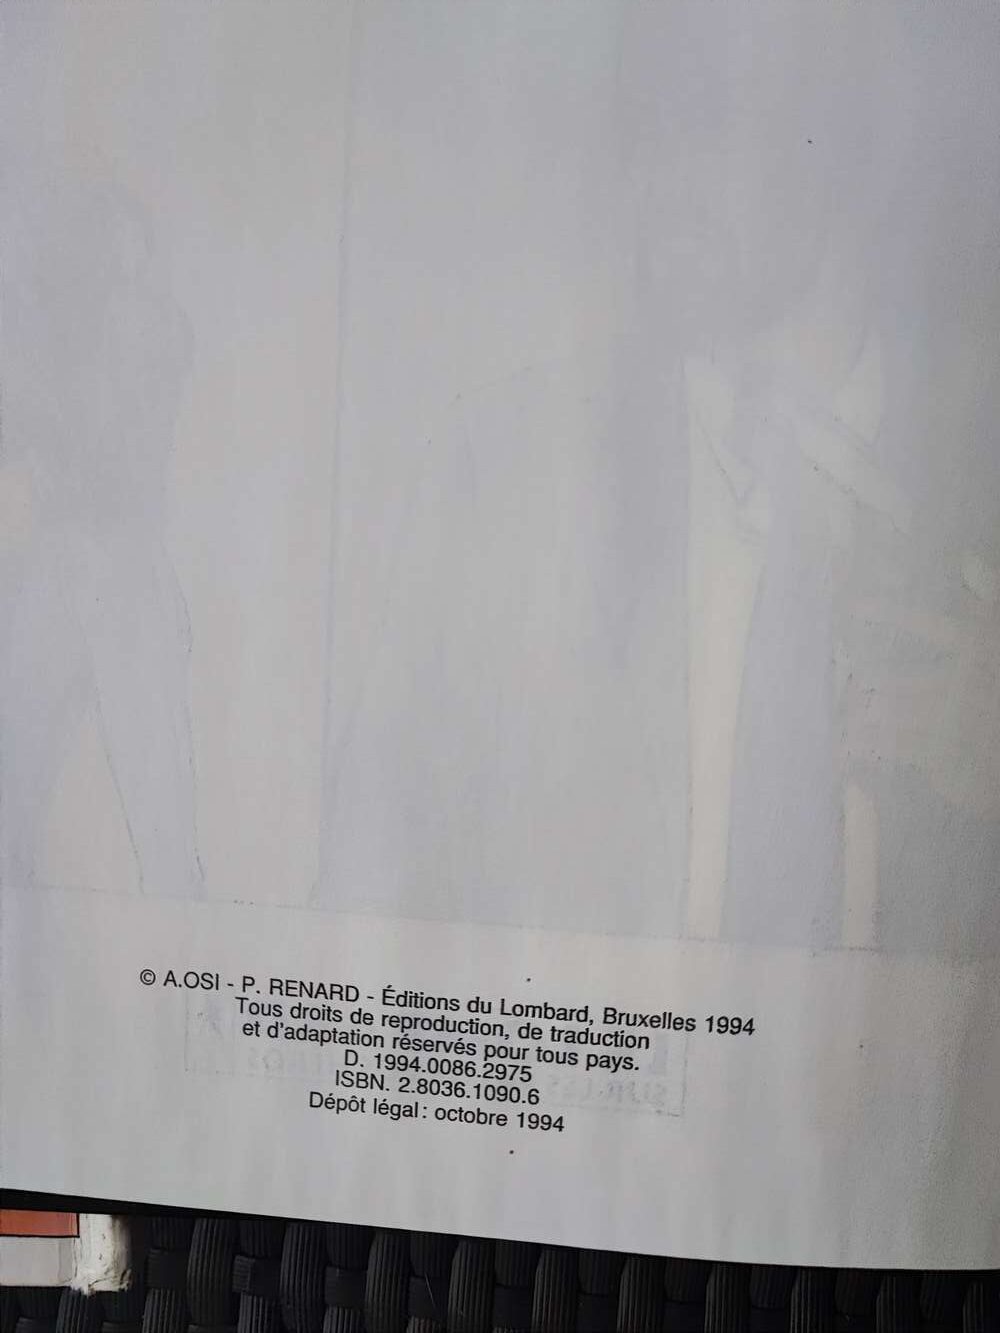 © A.OSI - P. RENARD - Éditions du Lombard, Bruxelles 1994
Tous droits de reproduction, de traduction
et d'adaptation réservés pour tous pays.
D. 1994.0086.2975
ISBN. 2.8036.1090.6
Dépôt légal: octobre 1994